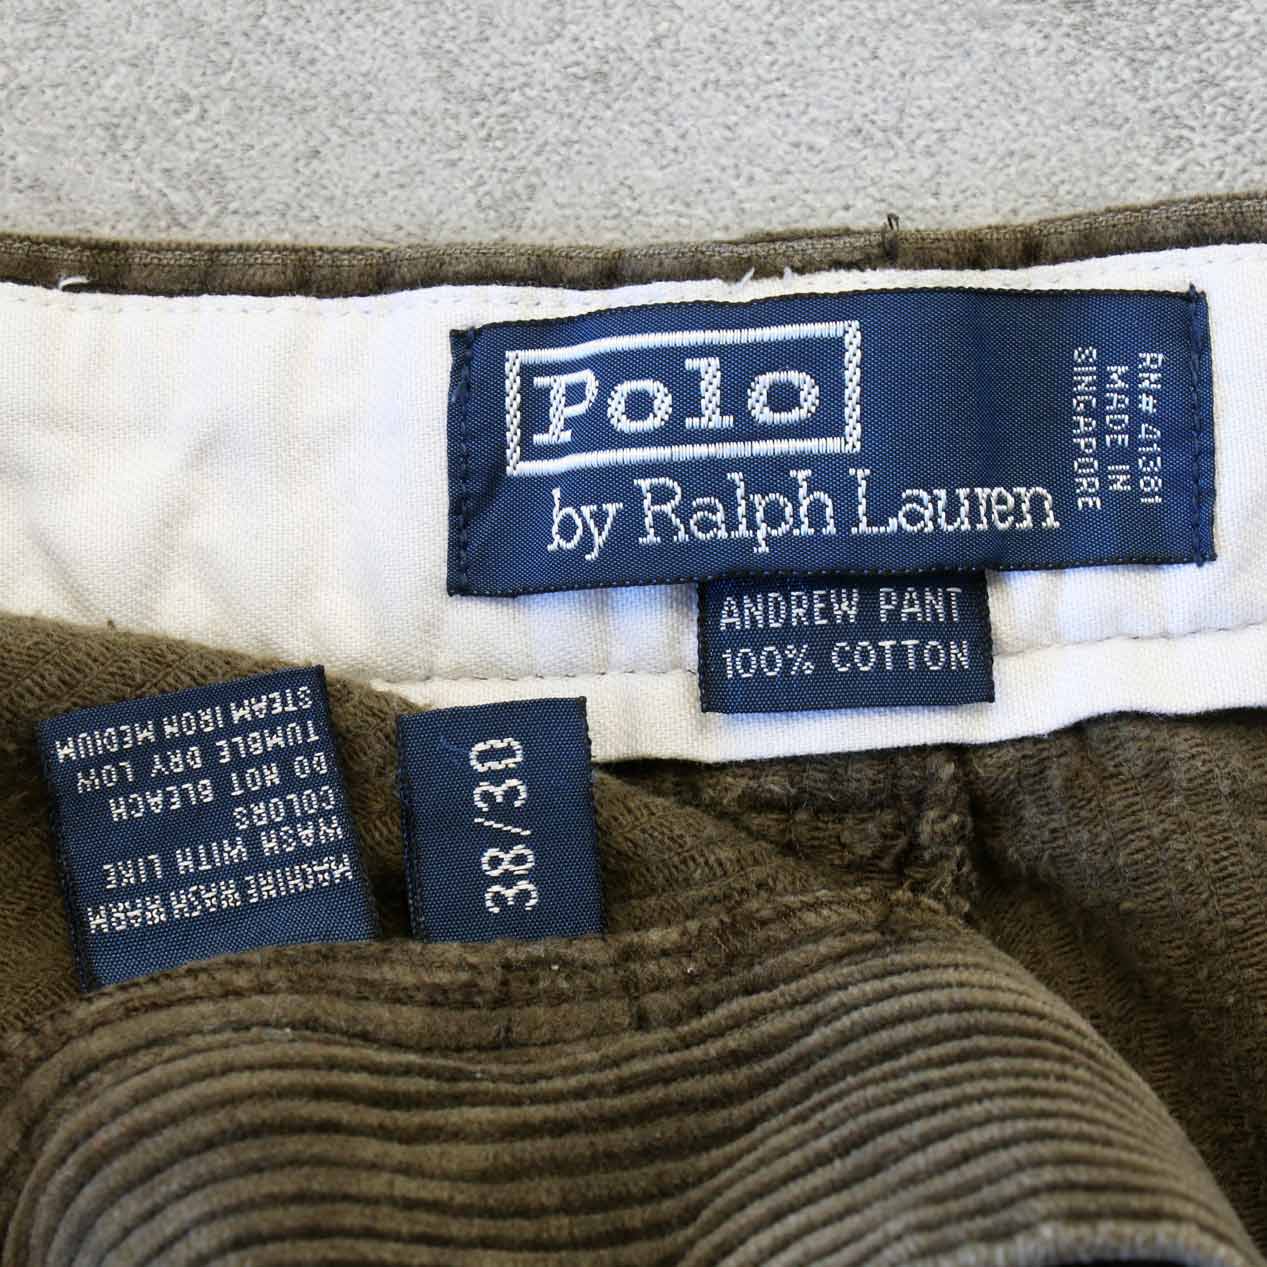 Polo
by Ralph Lauren
RN# 41381
MADE IN
SINGAPORE
ANDREW PANT
100% COTTON
38/30
MACHINE WASH WARM
WASH WITH LIKE
COLORS
DO NOT BLEACH
TUMBLE DRY LOW
STEAM IRON MEDIUM